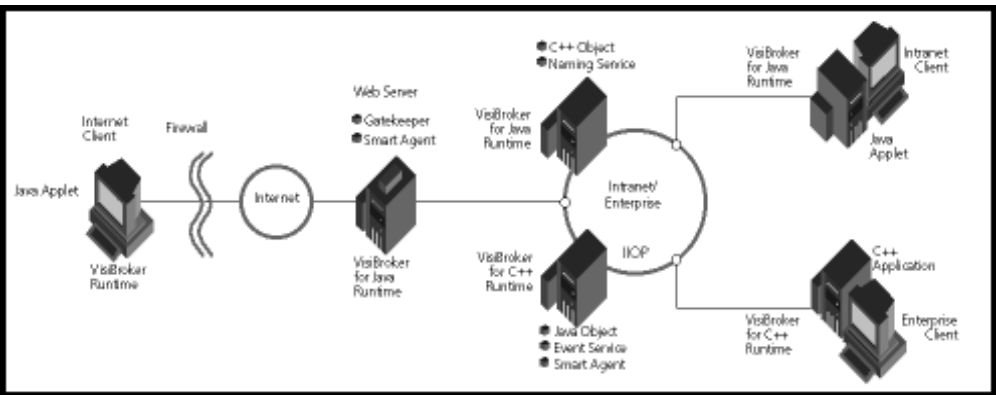 Internet
Client
Firewall
Java Applet
VisiBroker
Runtime
Internet
Web Server
Gatekeeper
Smart Agent
VisiBroker
for Java
Runtime
C++ Object
Naming Service
VisiBroker
for Java
Runtime
Intranet/
Enterprise
IIOP
VisiBroker
for C++
Runtime
Java Object
Event Service
Smart Agent
VisiBroker
for Java
Runtime
Intranet
Client
Java
Applet
C++
Application
VisiBroker
for C++
Runtime
Enterprise
Client